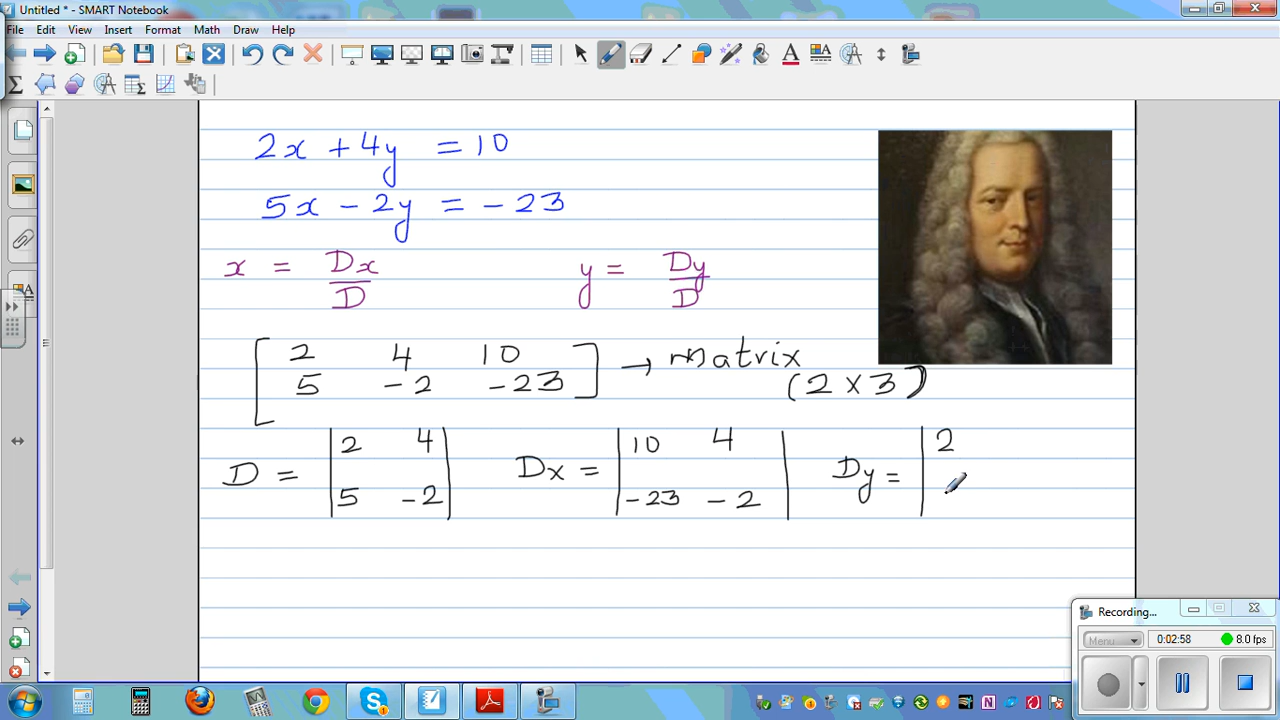 Untitled * - SMART Notebook
File Edit View Insert Format Math Draw Help
2x + 4y = 10
5x - 2y = - 23
x = Dx/D y = Dy/D
[ 2 4 10 ] → matrix
5 -2 -23 (2 x 3)
D = | 2 4 | Dx = | 10 4 | Dy = | 2
5 -2 -23 -2
Recording...
Menu 0:02:58 8.0 fps